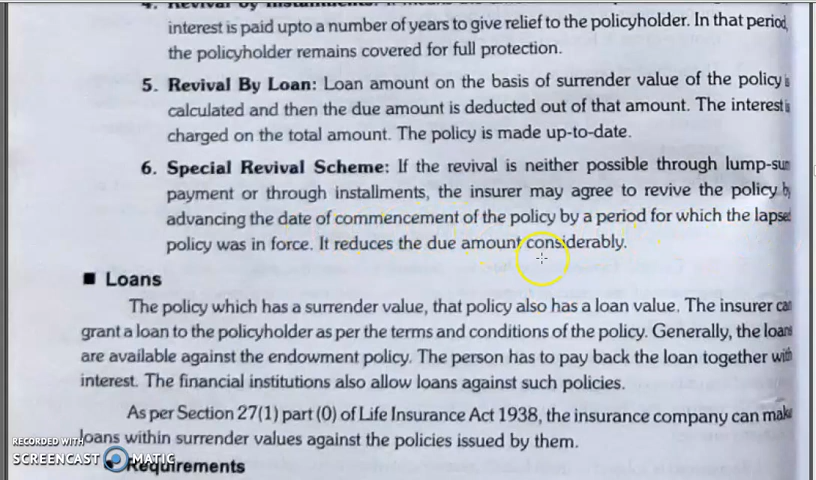 interest is paid upto a number of years to give relief to the policyholder. In that period,
the policyholder remains covered for full protection.
5. Revival By Loan: Loan amount on the basis of surrender value of the policy is
calculated and then the due amount is deducted out of that amount. The interest is
charged on the total amount. The policy is made up-to-date.
6. Special Revival Scheme: If the revival is neither possible through lump-sum
payment or through installments, the insurer may agree to revive the policy by
advancing the date of commencement of the policy by a period for which the lapsed
policy was in force. It reduces the due amount considerably.
■ Loans
The policy which has a surrender value, that policy also has a loan value. The insurer can
grant a loan to the policyholder as per the terms and conditions of the policy. Generally, the loans
are available against the endowment policy. The person has to pay back the loan together with
interest. The financial institutions also allow loans against such policies.
As per Section 27(1) part (0) of Life Insurance Act 1938, the insurance company can make
loans within surrender values against the policies issued by them.
Requirements
RECORDED WITH
SCREENCAST MATIC